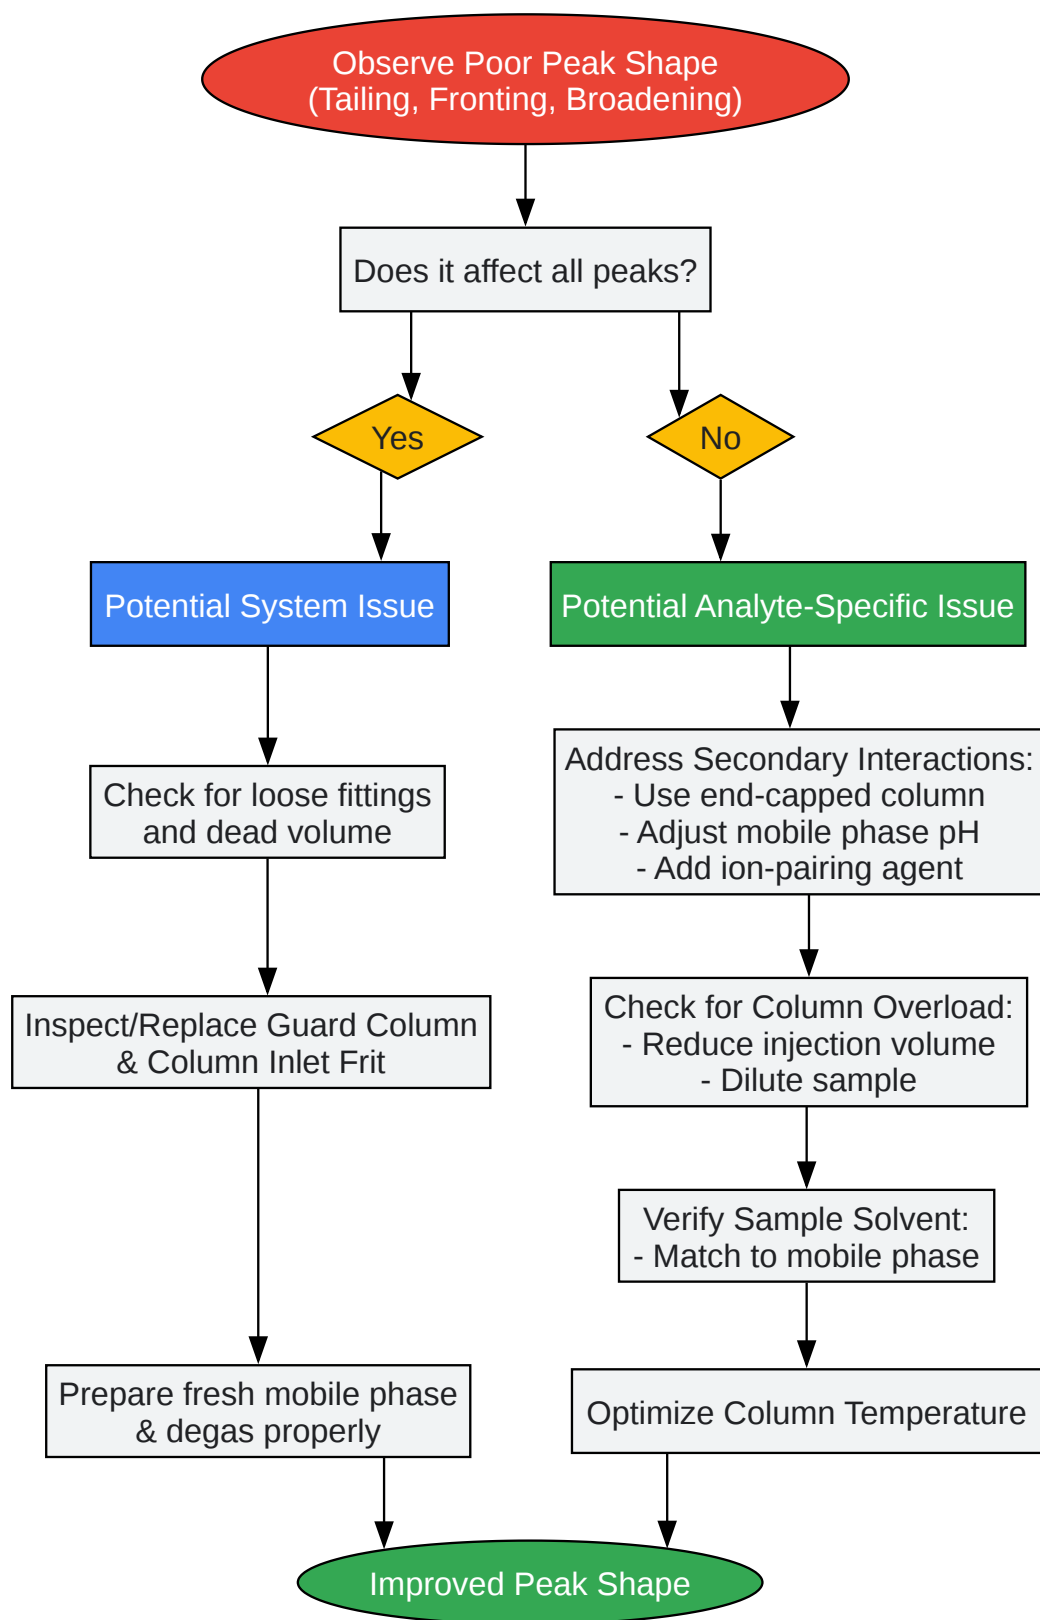 Observe Poor Peak Shape
(Tailing, Fronting, Broadening)
Does it affect all peaks?
Yes
No
Potential System Issue
Potential Analyte-Specific Issue
Check for loose fittings
and dead volume
Address Secondary Interactions:
- Use end-capped column
- Adjust mobile phase pH
- Add ion-pairing agent
Inspect/Replace Guard Column
& Column Inlet Frit
Check for Column Overload:
- Reduce injection volume
- Dilute sample
Verify Sample Solvent:
- Match to mobile phase
Prepare fresh mobile phase
& degas properly
Optimize Column Temperature
Improved Peak Shape